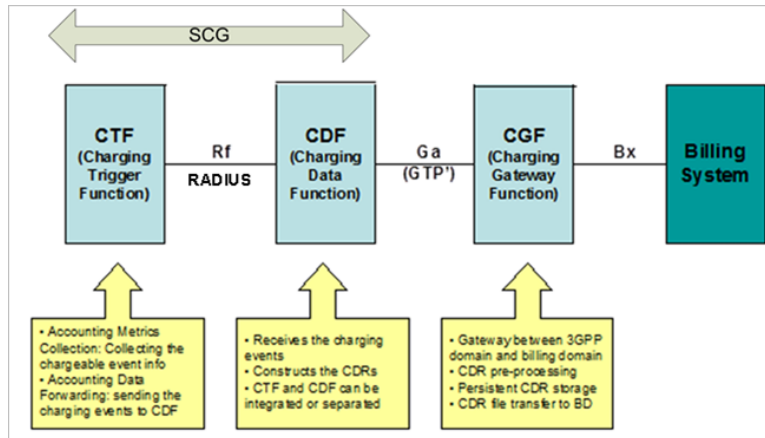 SCG
CTF
(Charging
Trigger
Function)
Rf
RADIUS
CDF
(Charging
Data
Function)
Ga
(GTP')
CGF
(Charging
Gateway
Function)
Bx
Billing
System
• Accounting Metrics
Collection: Collecting the
chargeable event info
• Accounting Data
Forwarding: sending the
charging events to CDF
• Receives the charging
events
• Constructs the CDRs
• CTF and CDF can be
integrated or separated
• Gateway between 3GPP
domain and billing domain
• CDR pre-processing
• Persistent CDR storage
• CDR file transfer to BD